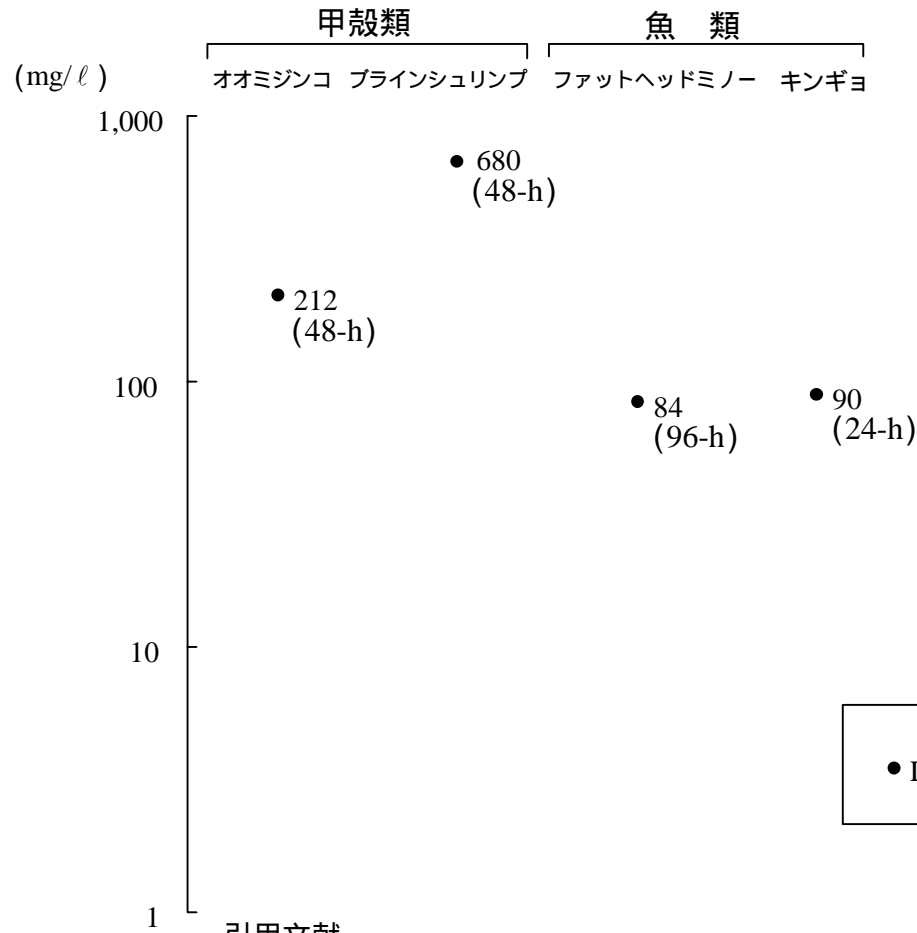 甲殻類 魚 類
(mg/ℓ)
オオミジンコ ブラインシュリンプ ファットヘッドミノー キンギョ
1,000
680
(48-h)
212
(48-h)
100
84
(96-h)
90
(24-h)
10
1